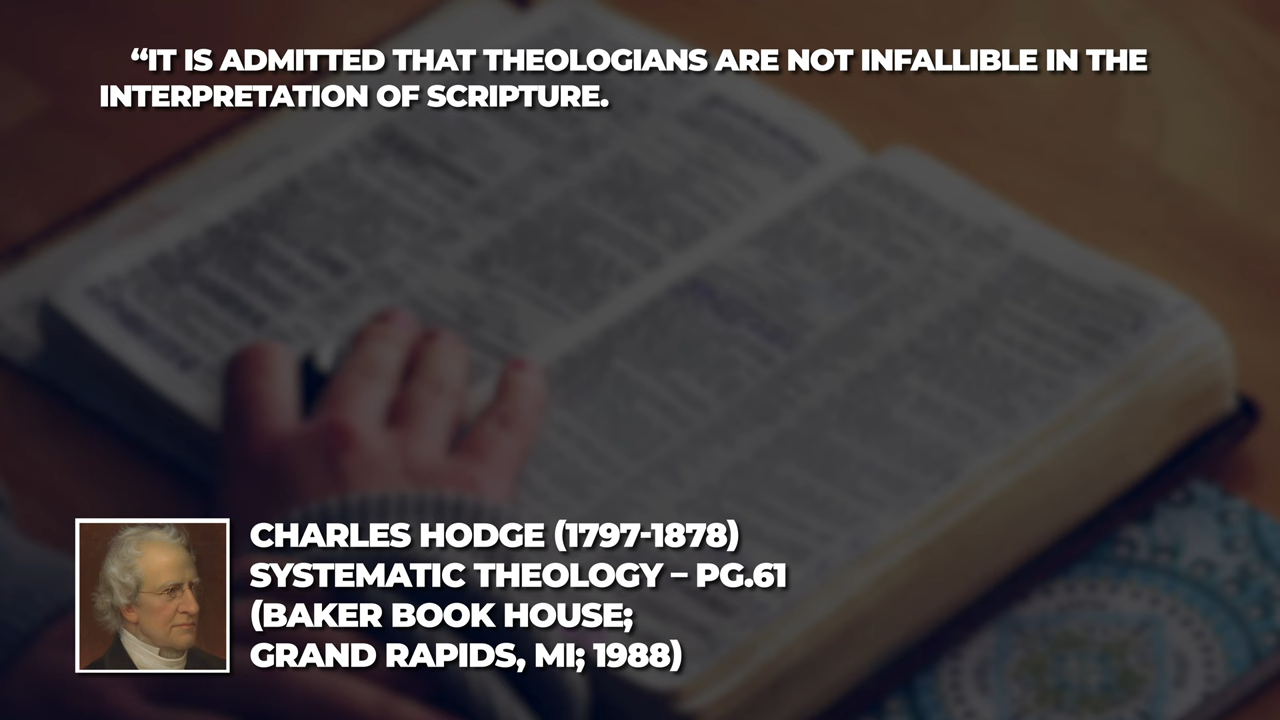 “IT IS ADMITTED THAT THEOLOGIANS ARE NOT INFALLIBLE IN THE
INTERPRETATION OF SCRIPTURE.
CHARLES HODGE (1797-1878)
SYSTEMATIC THEOLOGY – PG.61
(BAKER BOOK HOUSE;
GRAND RAPIDS, MI; 1988)